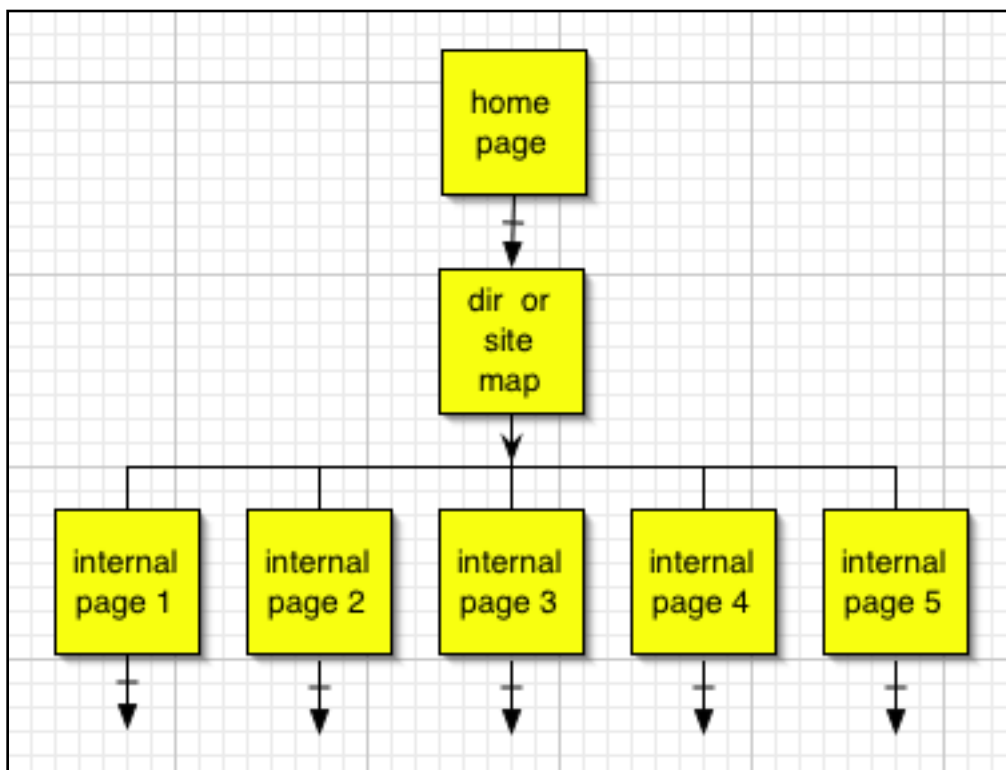 home
page
dir or
site
map
internal
page 1
internal
page 2
internal
page 3
internal
page 4
internal
page 5